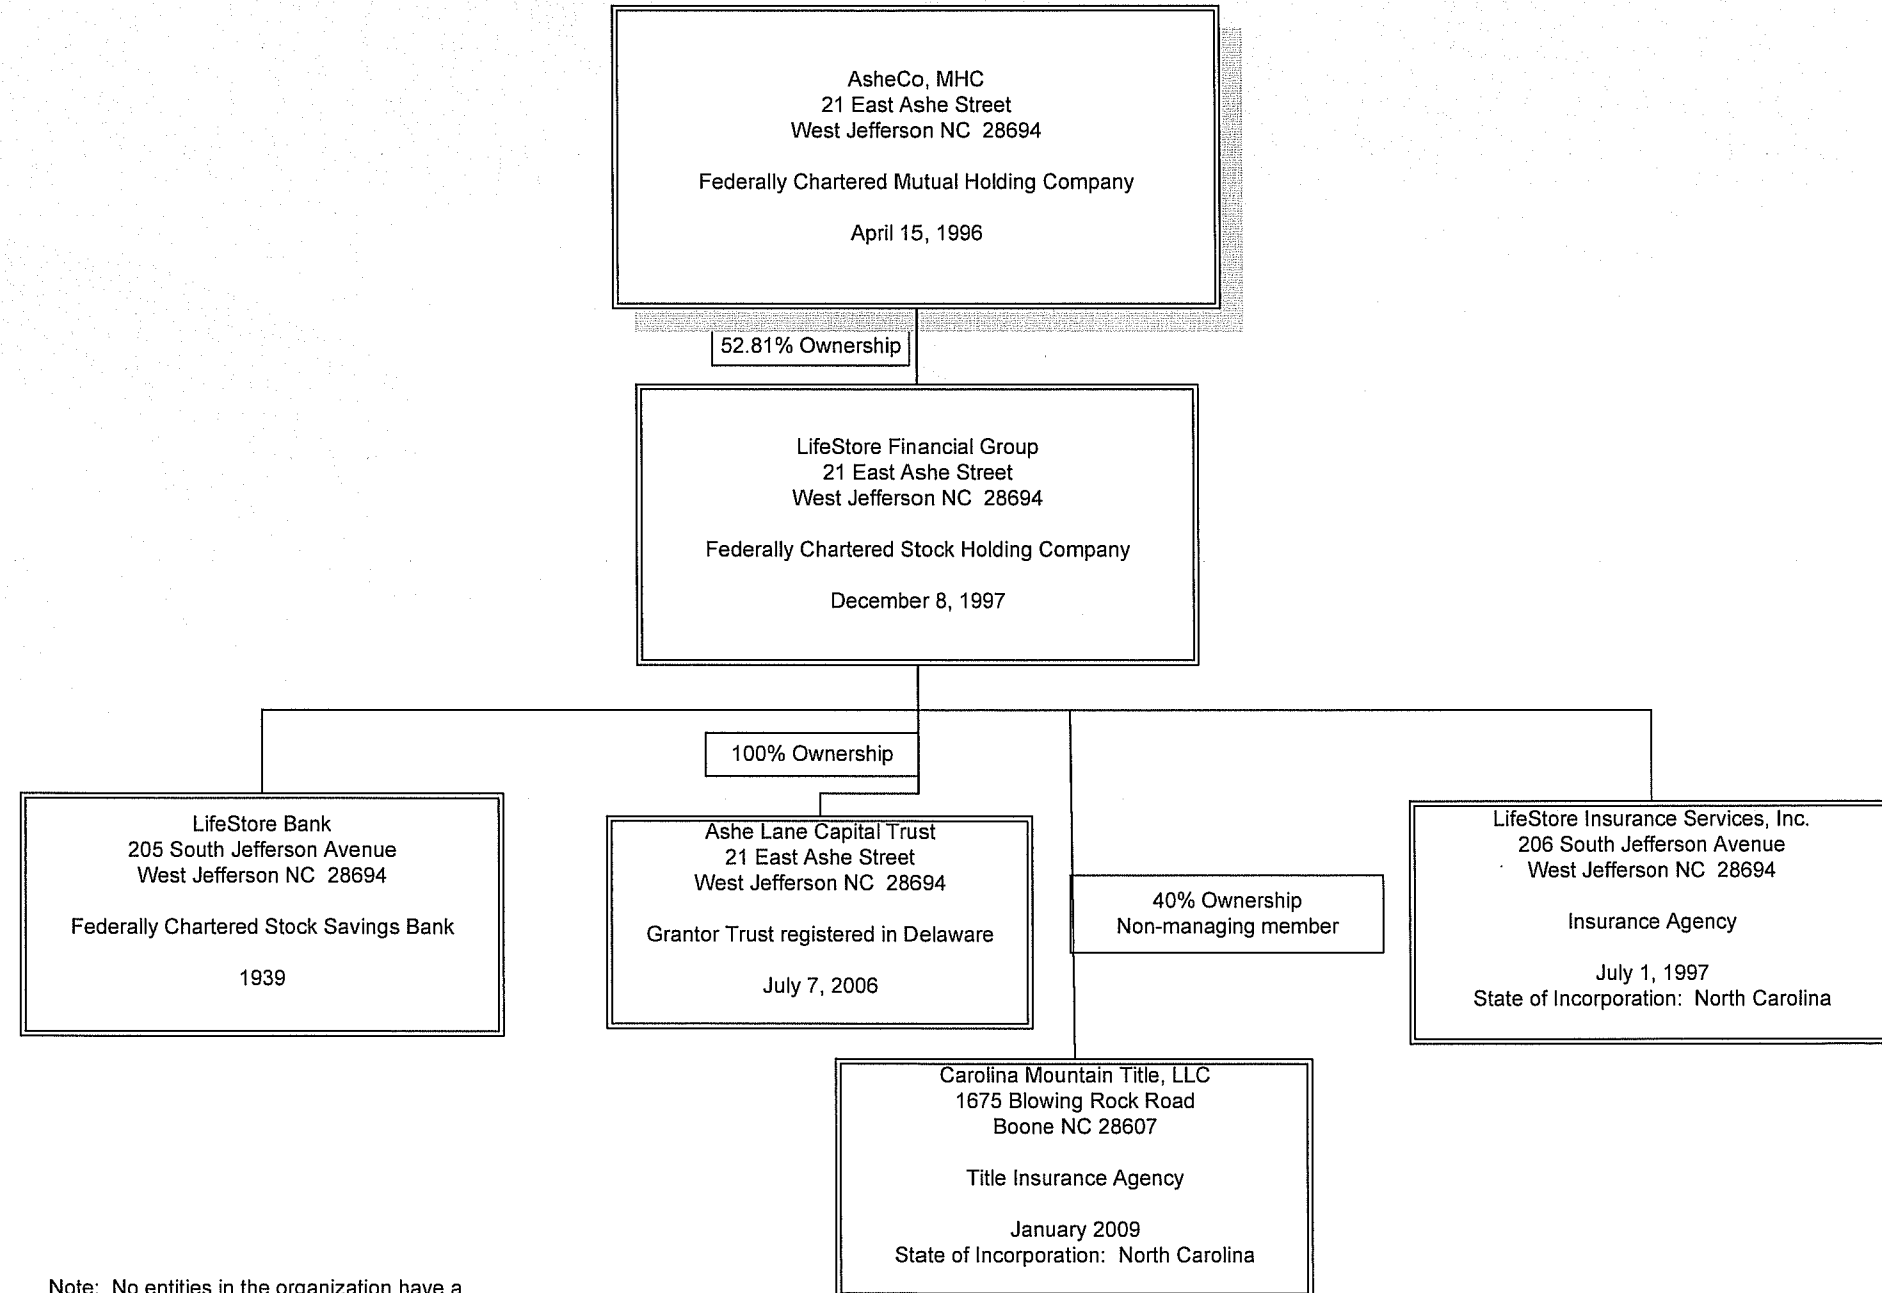 AsheCo, MHC
21 East Ashe Street
West Jefferson NC 28694
Federally Chartered Mutual Holding Company
April 15, 1996
52.81% Ownership
LifeStore Financial Group
21 East Ashe Street
West Jefferson NC 28694
Federally Chartered Stock Holding Company
December 8, 1997
100% Ownership
LifeStore Bank
205 South Jefferson Avenue
West Jefferson NC 28694
Federally Chartered Stock Savings Bank
1939
Ashe Lane Capital Trust
21 East Ashe Street
West Jefferson NC 28694
Grantor Trust registered in Delaware
July 7, 2006
40% Ownership
Non-managing member
LifeStore Insurance Services, Inc.
206 South Jefferson Avenue
West Jefferson NC 28694
Insurance Agency
July 1, 1997
State of Incorporation: North Carolina
Carolina Mountain Title, LLC
1675 Blowing Rock Road
Boone NC 28607
Title Insurance Agency
January 2009
State of Incorporation: North Carolina
Note: No entities in the organization have a